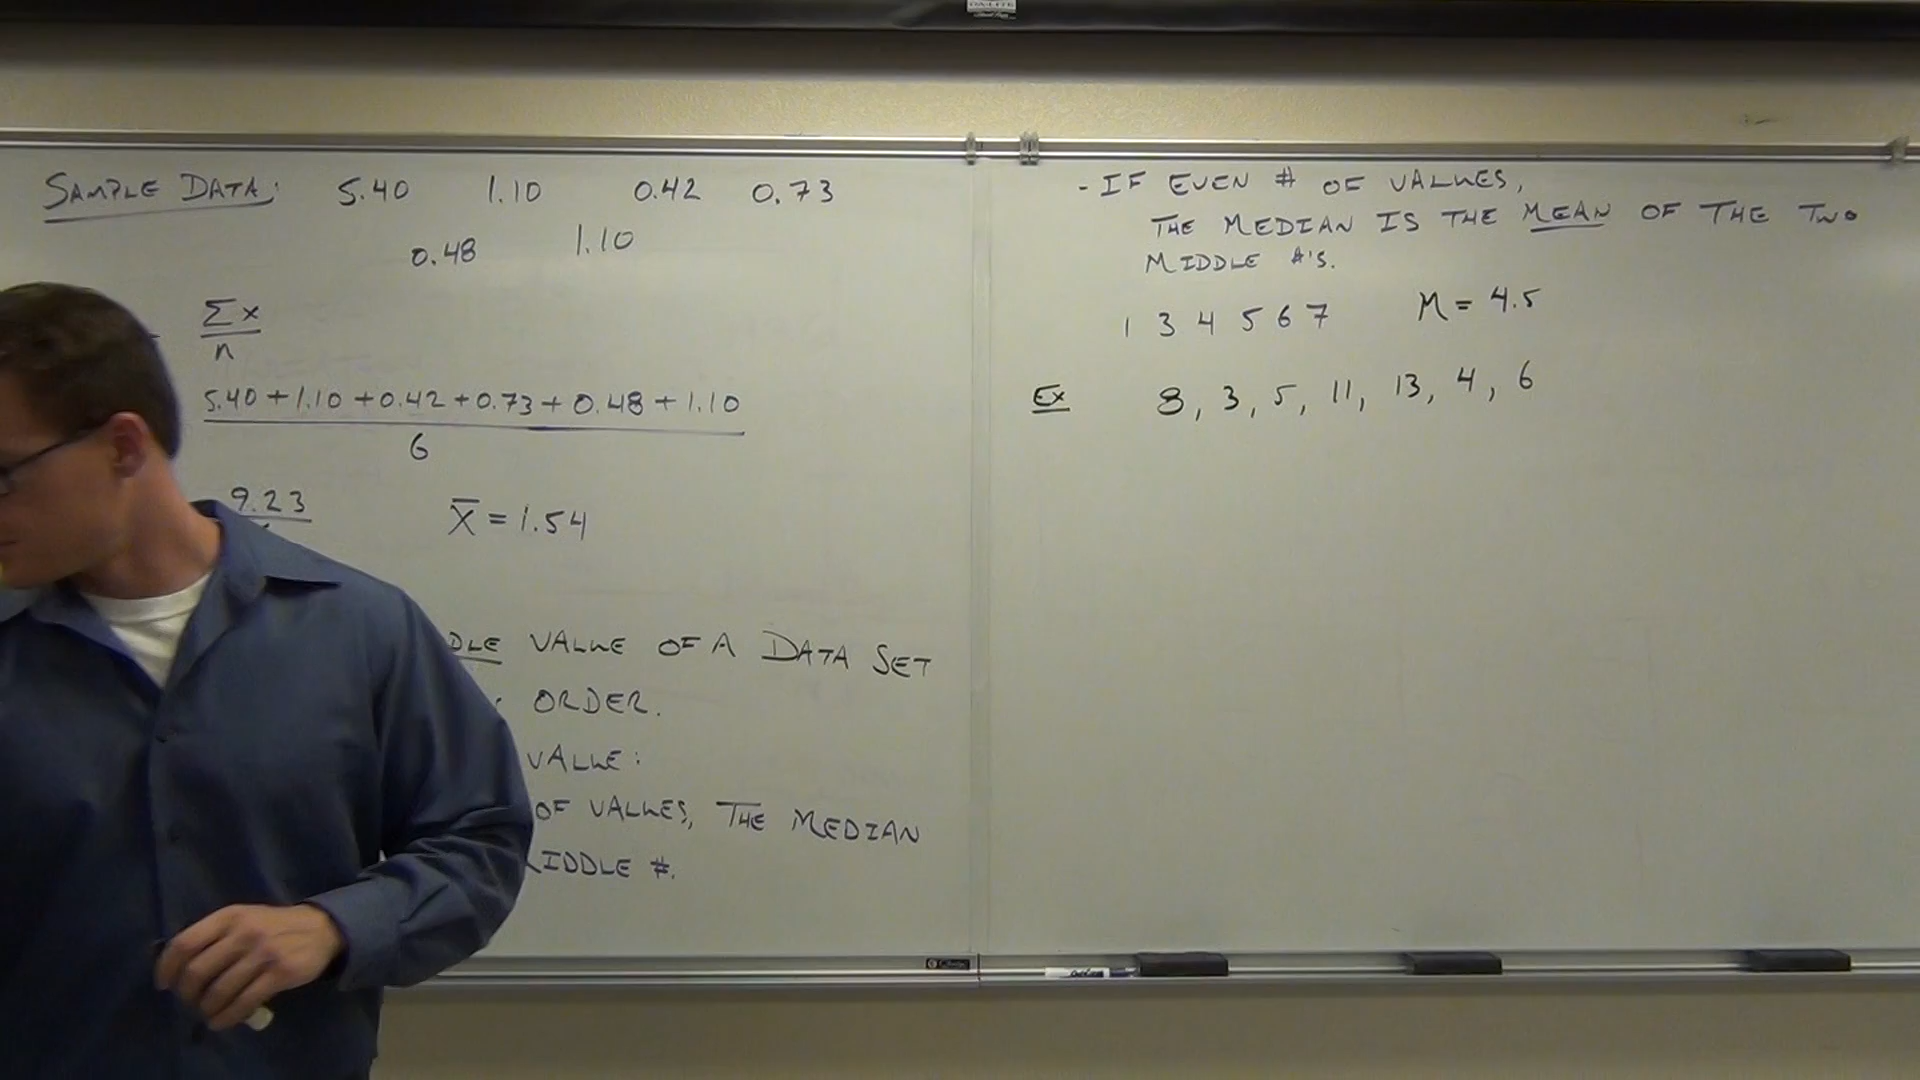 SAMPLE DATA: 5.40 1.10 0.42 0.73
0.48 1.10
Σx
n
5.40 + 1.10 + 0.42 + 0.73 + 0.48 + 1.10
6
9.23
x̄ = 1.54
DLE VALUE OF A DATA SET
ORDER.
VALUE:
OF VALUES, THE MEDIAN
IDDLE #.
- IF EVEN # OF VALUES,
THE MEDIAN IS THE MEAN OF THE TWO
MIDDLE #'S.
1 3 4 5 6 7 M = 4.5
Ex 8, 3, 5, 11, 13, 4, 6